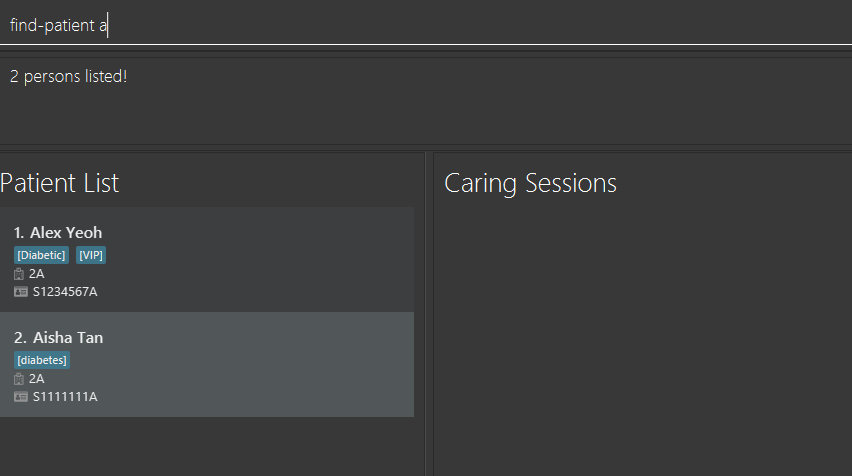 find-patient a
2 persons listed!
Patient List
Caring Sessions
1. Alex Yeoh
[Diabetic] [VIP]
2A
S1234567A
2. Aisha Tan
[diabetes]
2A
S1111111A